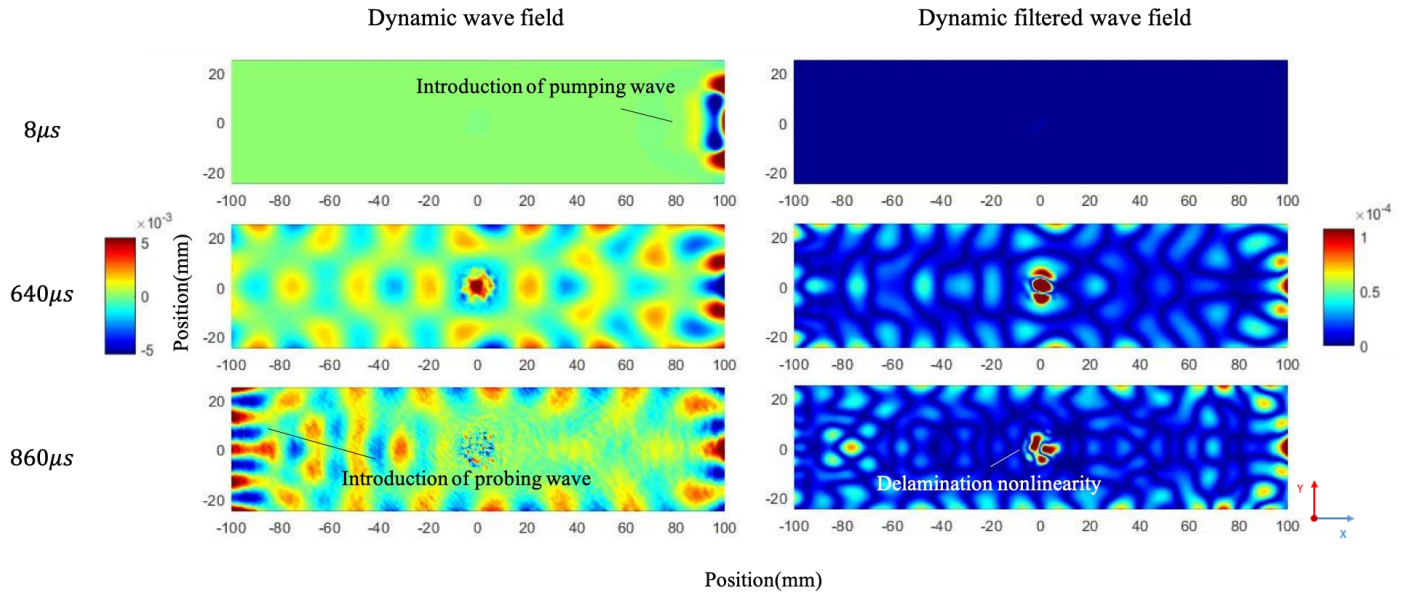 Dynamic wave field
Dynamic filtered wave field
8μs
20
0
-20
Introduction of pumping wave
-100 -80 -60 -40 -20 0 20 40 60 80 100
20
0
-20
-100 -80 -60 -40 -20 0 20 40 60 80 100
640μs
×10⁻³
5
0
-5
Position(mm)
20
0
-20
-100 -80 -60 -40 -20 0 20 40 60 80 100
20
0
-20
-100 -80 -60 -40 -20 0 20 40 60 80 100
×10⁻⁴
1
0.5
0
860μs
20
0
-20
Introduction of probing wave
-100 -80 -60 -40 -20 0 20 40 60 80 100
20
0
-20
Delamination nonlinearity
-100 -80 -60 -40 -20 0 20 40 60 80 100
Y
X
Position(mm)